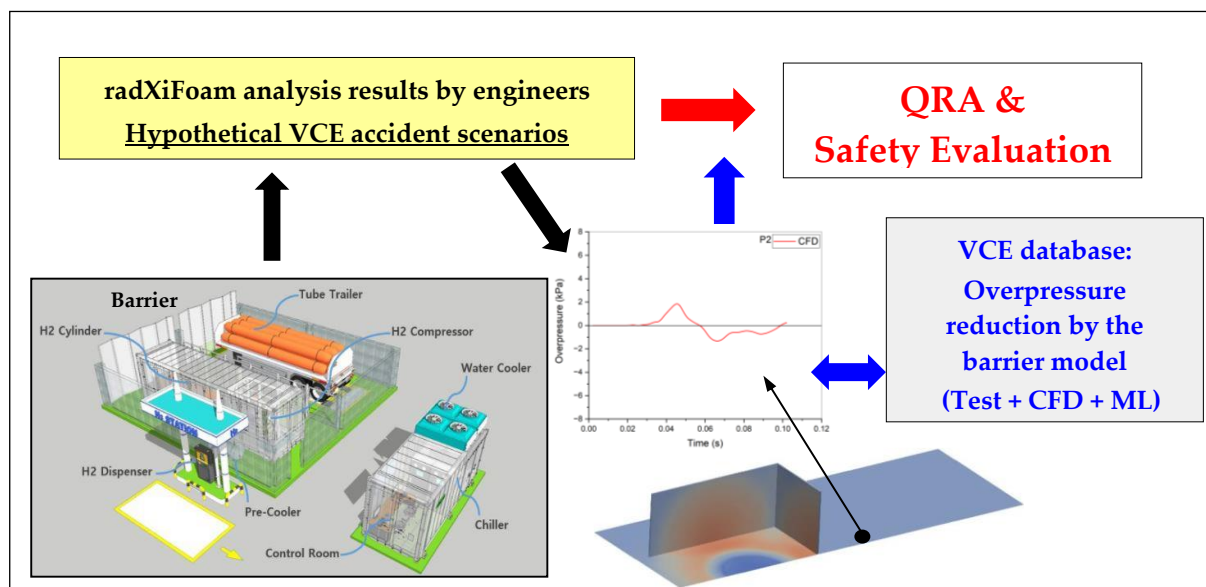 radXiFoam analysis results by engineers
Hypothetical VCE accident scenarios
QRA &
Safety Evaluation
VCE database:
Overpressure
reduction by the
barrier model
(Test + CFD + ML)
Barrier
Tube Trailer
H2 Cylinder
H2 Compressor
Water Cooler
H2 STATION
H2 Dispenser
Pre-Cooler
Chiller
Control Room
P2
CFD
Overpressure (kPa)
8
6
4
2
0
−2
−4
−6
−8
0.00 0.02 0.04 0.06 0.08 0.10 0.12
Time (s)